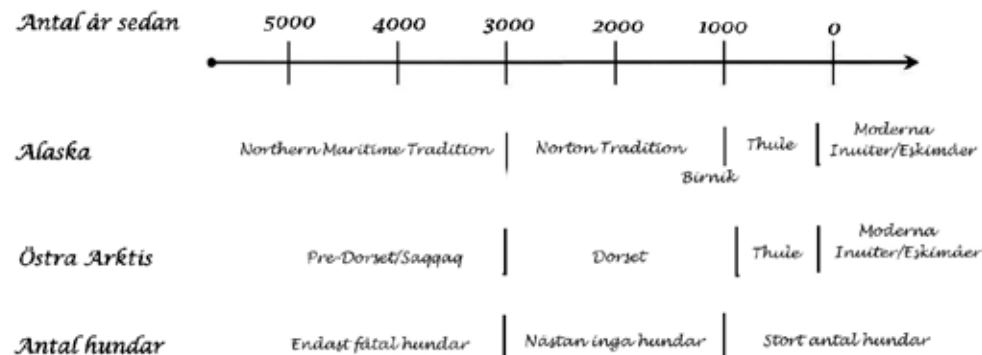 Antal år sedan 5000 4000 3000 2000 1000 0
Alaska Northern Maritime Tradition Norton Tradition Thule Moderna
Inuiter/Eskimåer
Birnik
Östra Arktis Pre-Dorset/Saqqaq Dorset Thule Moderna
Inuiter/Eskimåer
Antal hundar Endast fåtal hundar Nästan inga hundar Stort antal hundar